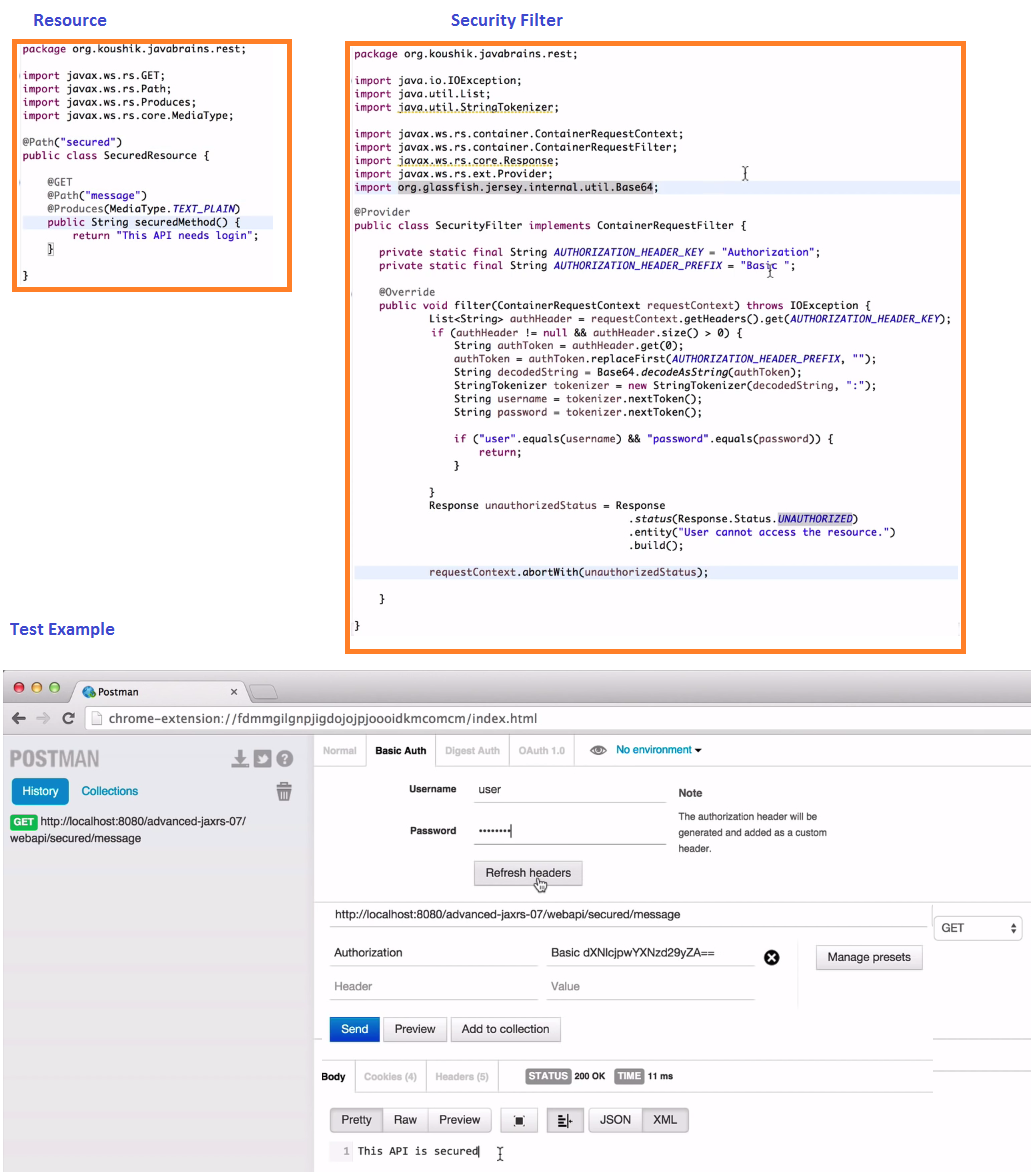 Resource
package org.koushik.javabrains.rest;
import javax.ws.rs.GET;
import javax.ws.rs.Path;
import javax.ws.rs.Produces;
import javax.ws.rs.core.MediaType;
@Path("secured")
public class SecuredResource {
@GET
@Path("message")
@Produces(MediaType.TEXT_PLAIN)
public String securedMethod() {
return "This API needs login";
}
}
Security Filter
package org.koushik.javabrains.rest;
import java.io.IOException;
import java.util.List;
import java.util.StringTokenizer;
import javax.ws.rs.container.ContainerRequestContext;
import javax.ws.rs.container.ContainerRequestFilter;
import javax.ws.rs.core.Response;
import javax.ws.rs.ext.Provider;
import org.glassfish.jersey.internal.util.Base64;
@Provider
public class SecurityFilter implements ContainerRequestFilter {
private static final String AUTHORIZATION_HEADER_KEY = "Authorization";
private static final String AUTHORIZATION_HEADER_PREFIX = "Basic ";
@Override
public void filter(ContainerRequestContext requestContext) throws IOException {
List<String> authHeader = requestContext.getHeaders().get(AUTHORIZATION_HEADER_KEY);
if (authHeader != null && authHeader.size() > 0) {
String authToken = authHeader.get(0);
authToken = authToken.replaceFirst(AUTHORIZATION_HEADER_PREFIX, "");
String decodedString = Base64.decodeAsString(authToken);
StringTokenizer tokenizer = new StringTokenizer(decodedString, ":");
String username = tokenizer.nextToken();
String password = tokenizer.nextToken();
if ("user".equals(username) && "password".equals(password)) {
return;
}
}
Response unauthorizedStatus = Response
.status(Response.Status.UNAUTHORIZED)
.entity("User cannot access the resource.")
.build();
requestContext.abortWith(unauthorizedStatus);
}
}
Test Example
Postman
chrome-extension://fdmmgilgnpjigdojojpjoooidkmcomcm/index.html
POSTMAN
History Collections
GET http://localhost:8080/advanced-jaxrs-07/
webapi/secured/message
Normal Basic Auth Digest Auth OAuth 1.0 No environment
Username user
Password ••••••••
Refresh headers
Note
The authorization header will be
generated and added as a custom
header.
http://localhost:8080/advanced-jaxrs-07/webapi/secured/message GET
Authorization Basic dXNlcjpwYXNzd29yZA== Manage presets
Header Value
Send Preview Add to collection
Body Cookies (4) Headers (5) STATUS 200 OK TIME 11 ms
Pretty Raw Preview JSON XML
1 This API is secured